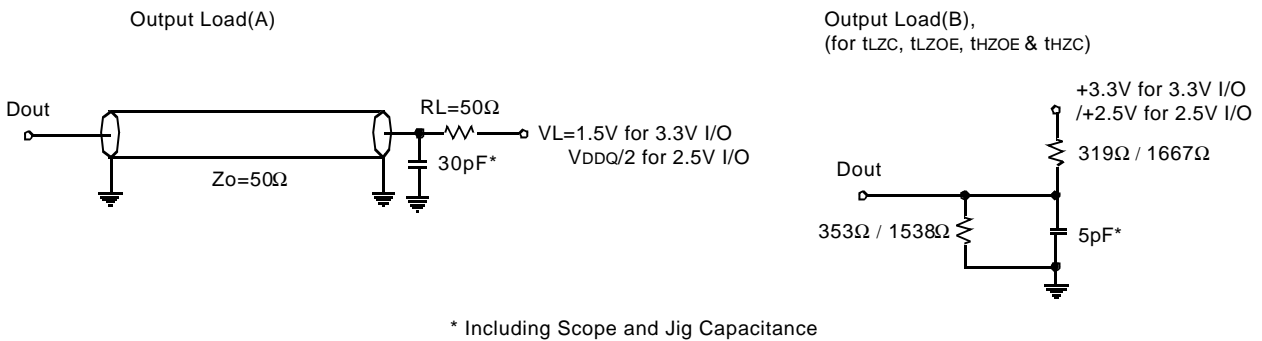 Output Load(A)
Dout
Zo=50Ω
RL=50Ω
30pF*
VL=1.5V for 3.3V I/O
VDDQ/2 for 2.5V I/O
Output Load(B),
(for tLZC, tLZOE, tHZOE & tHZC)
+3.3V for 3.3V I/O
/+2.5V for 2.5V I/O
319Ω / 1667Ω
Dout
353Ω / 1538Ω
5pF*
* Including Scope and Jig Capacitance